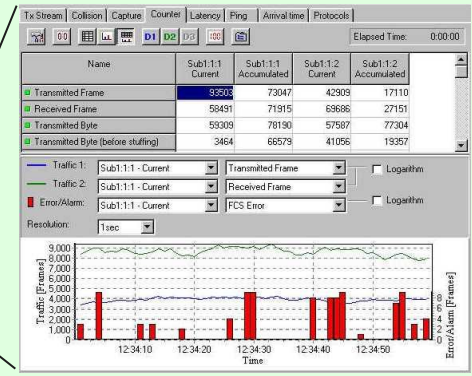 Tx Stream Collision Capture Counter Latency Ping Arrival time Protocols
D1 D2 D3 Elapsed Time: 0:00:00
Name Sub1:1:1 Current Sub1:1:1 Accumulated Sub1:1:2 Current Sub1:1:2 Accumulated
Transmitted Frame 93503 73047 42909 17110
Received Frame 58491 71915 69686 27151
Transmitted Byte 59309 78190 57587 77304
Transmitted Byte (before stuffing) 3464 66579 41056 19357
Traffic 1: Sub1:1:1 - Current Transmitted Frame Logarithm
Traffic 2: Sub1:1:1 - Current Received Frame
Error/Alarm: Sub1:1:1 - Current FCS Error Logarithm
Resolution: 1sec
Traffic [Frames]
9,000
8,000
7,000
6,000
5,000
4,000
3,000
2,000
1,000
0
8
6
4
2
0
Error/Alarm [Frames]
12:34:10 12:34:20 12:34:30 12:34:40 12:34:50
Time